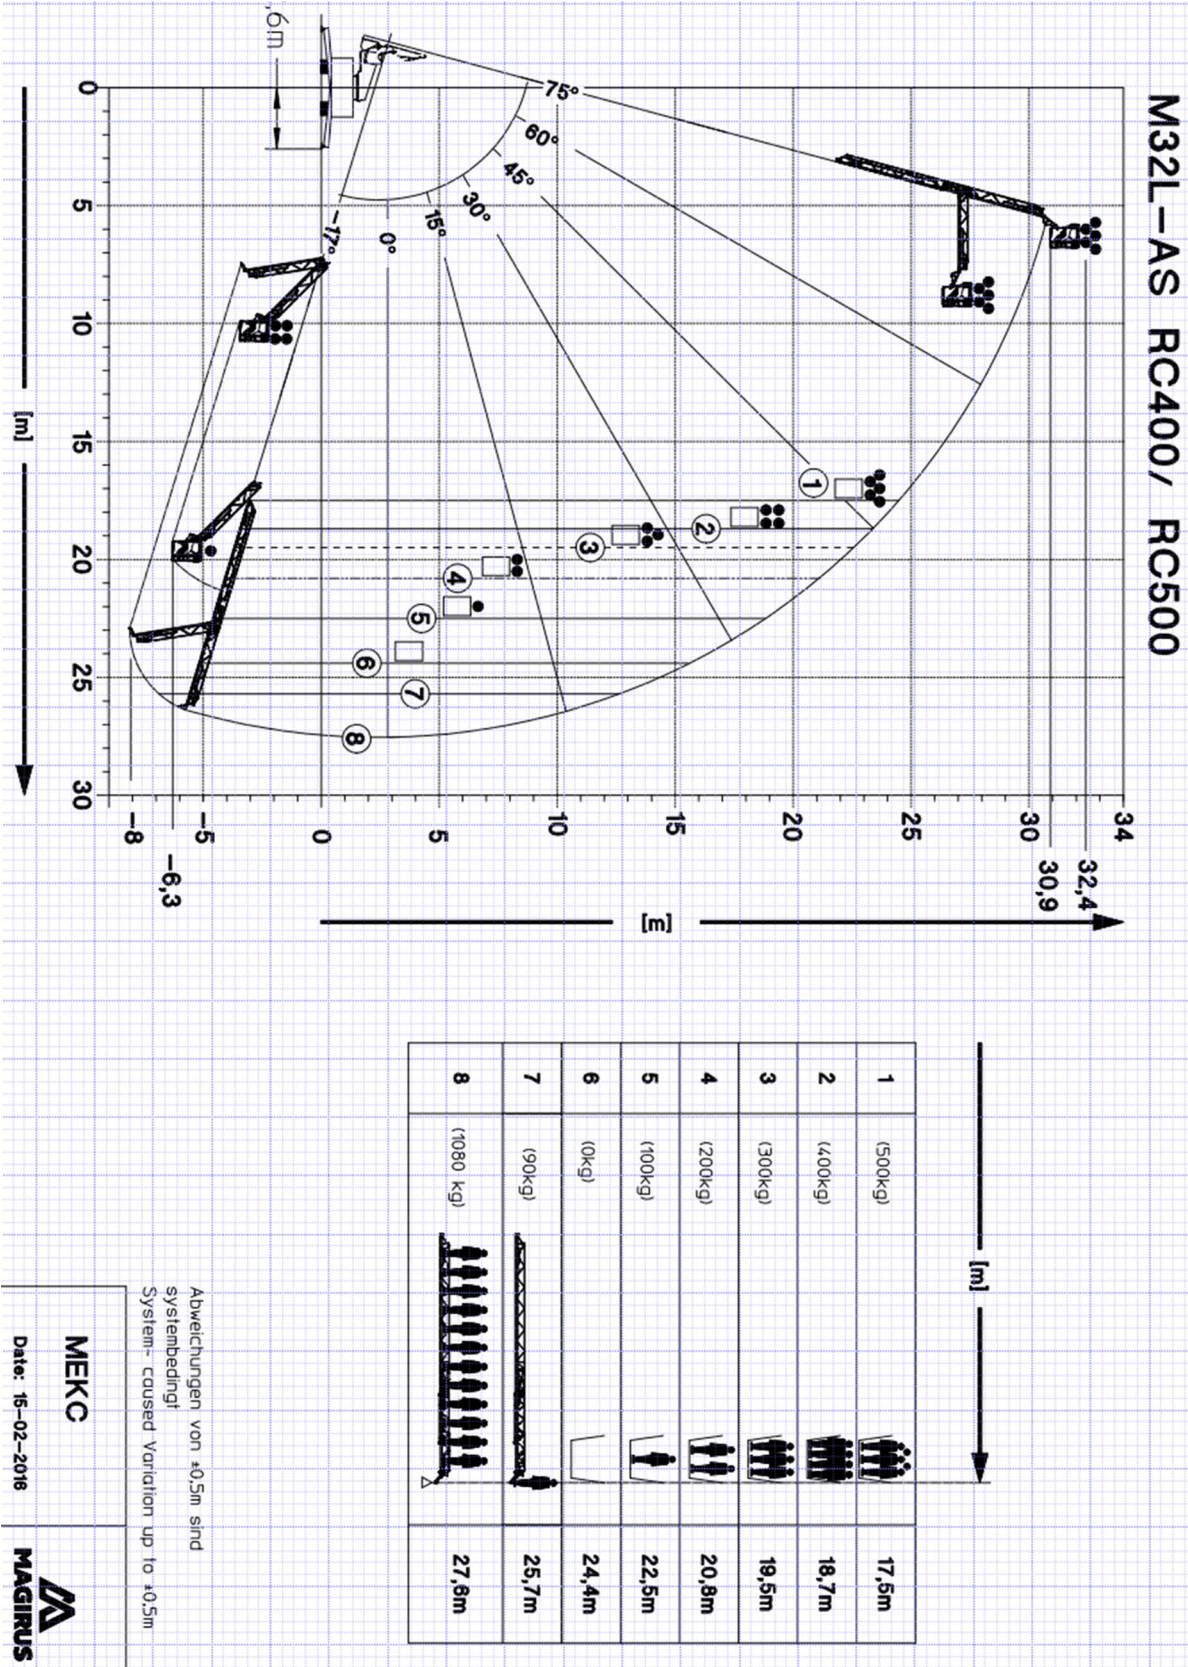 M32L-AS RC400/ RC500
34
32,4
30,9
30
25
20
15
10
5
0
-5
-6,3
-8
[m]
75°
60°
45°
30°
15°
0°
-17°
1
2
3
4
5
6
7
8
,6m
0
5
10
15
20
25
30
[m]
[m]
1 (500kg) 17,5m
2 (400kg) 18,7m
3 (300kg) 19,5m
4 (200kg) 20,8m
5 (100kg) 22,5m
6 (0kg) 24,4m
7 (90kg) 25,7m
8 (1080 kg) 27,6m
Abweichungen von ±0,5m sind
systembedingt
System- caused Variation up to ±0,5m
MEKC
Date: 15-02-2016
MAGIRUS